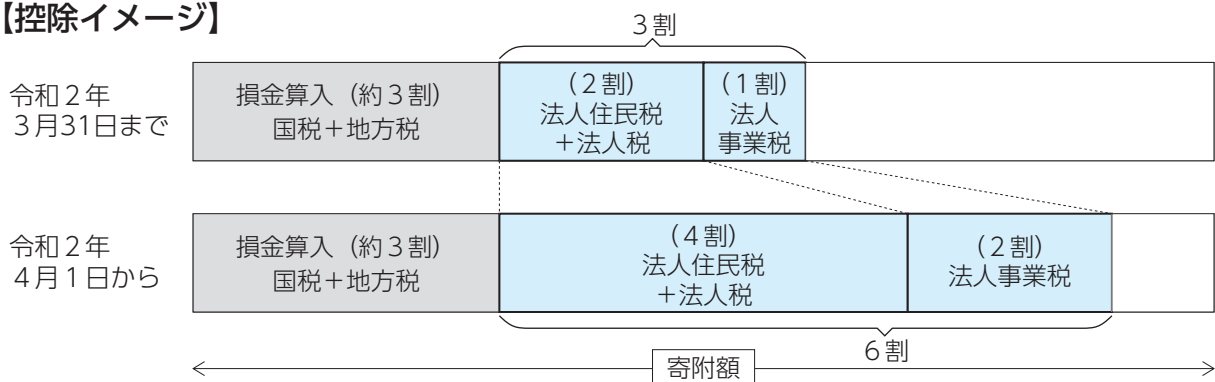 【控除イメージ】
3割
令和2年
3月31日まで
損金算入（約3割）
国税＋地方税
（2割）
法人住民税
＋法人税
（1割）
法人
事業税
令和2年
4月1日から
損金算入（約3割）
国税＋地方税
（4割）
法人住民税
＋法人税
（2割）
法人事業税
6割
寄附額